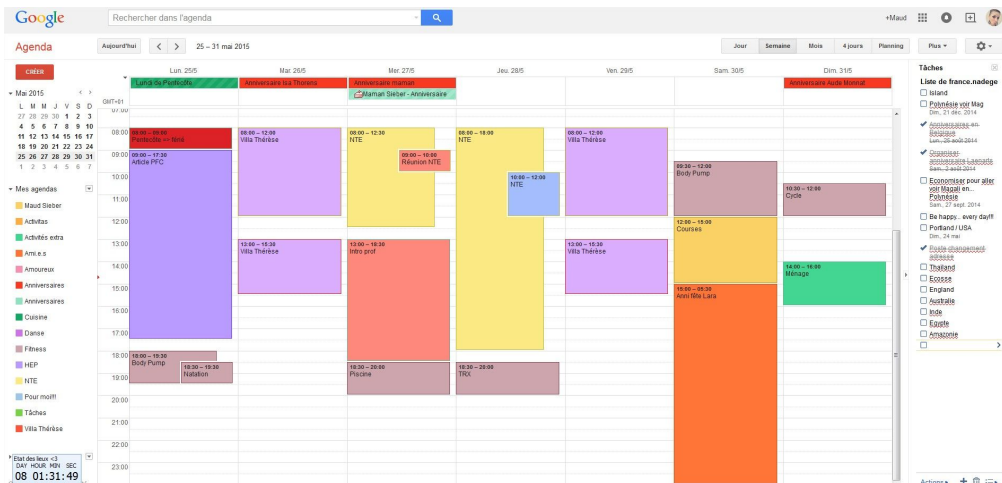 Google
Rechercher dans l'agenda
+Maud
Agenda
Aujourd'hui
25 – 31 mai 2015
Jour
Semaine
Mois
4 jours
Planning
Plus
CRÉER
Mai 2015
L M M J V S D
27 28 29 30 1 2 3
4 5 6 7 8 9 10
11 12 13 14 15 16 17
18 19 20 21 22 23 24
25 26 27 28 29 30 31
1 2 3 4 5 6 7
Mes agendas
Maud Sieber
Activitas
Activités extra
Ami.e.s
Amoureux
Anniversaires
Anniversaires
Cuisine
Danse
Fitness
HEP
NTE
Pour moi!!!
Tâches
Villa Thérèse
Etat des lieux <3
DAY HOUR MIN SEC
08 01:31:49
Lun. 25/5
Mar. 26/5
Mer. 27/5
Jeu. 28/5
Ven. 29/5
Sam. 30/5
Dim. 31/5
Lundi de Pentecôte
Anniversaire Isa Thorens
Anniversaire maman
Anniversaire Aude Monnat
Maman Sieber - Anniversaire
GMT+01
07:00
08:00
09:00
10:00
11:00
12:00
13:00
14:00
15:00
16:00
17:00
18:00
19:00
20:00
21:00
22:00
23:00
08:00 – 09:00
09:00 – 17:30
Article PFC
18:00 – 19:30
Body Pump
18:30 – 19:30
Natation
08:00 – 12:00
Villa Thérèse
13:00 – 15:30
Villa Thérèse
08:00 – 12:30
NTE
09:00 – 10:00
Réunion NTE
13:00 – 18:30
Intro prof
18:30 – 20:00
Piscine
08:00 – 18:00
NTE
10:00 – 12:00
NTE
18:30 – 20:00
TRX
08:00 – 12:00
Villa Thérèse
13:00 – 15:30
Villa Thérèse
09:30 – 12:00
Body Pump
12:00 – 15:00
Courses
15:00 – 05:30
Anni fête Lara
10:30 – 12:00
Cycle
14:00 – 16:00
Ménage
Tâches
Liste de france.nadege
Island
Polynésie voir Mag
Dim., 21 déc. 2014
Anniversaires en
Belgique
Lun., 25 août 2014
Organiser
anniversaire
Sam., 2 août 2014
Economiser pour aller
voir Magali en...
Polynésie
Sam., 27 sept. 2014
Be happy... every day!!!
Portland / USA
Dim., 24 mai
Poste changement
adresse
Thaïland
Ecosse
England
Australie
Inde
Egypte
Amazonie
Actions